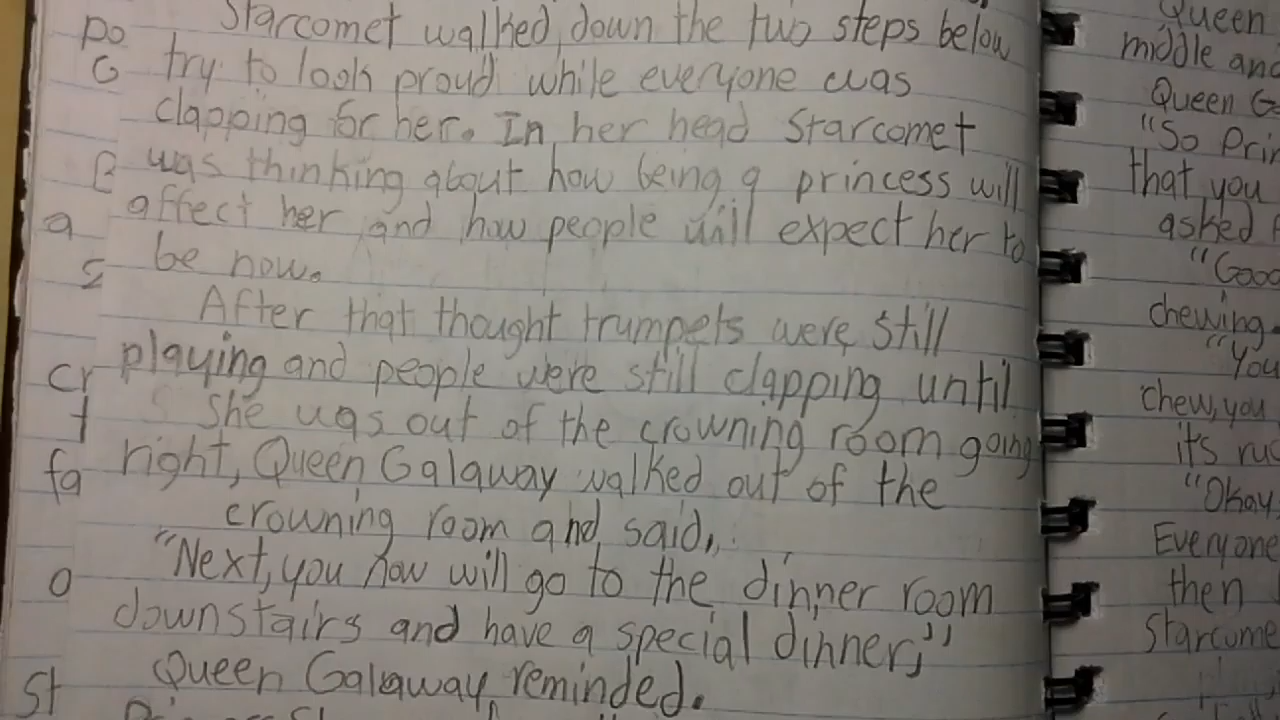 Starcomet walked down the two steps below
try to look proud while everyone was
clapping for her. In her head Starcomet
was thinking about how being a princess will
affect her and how people will expect her to
be now.
After that thought trumpets were still
playing and people were still clapping until
she was out of the crowning room going
right, Queen Galaway walked out of the
crowning room and said,
"Next, you now will go to the dinner room
downstairs and have a special dinner,"
Queen Galaway reminded.
po
G
B
a
s
cr
t
fa
o
St
Queen
middle and
Queen G
"So Prin
that you
asked
"Good
chewing
"You
chew, you
it's ru
"Okay
Everyone
then
Starcome